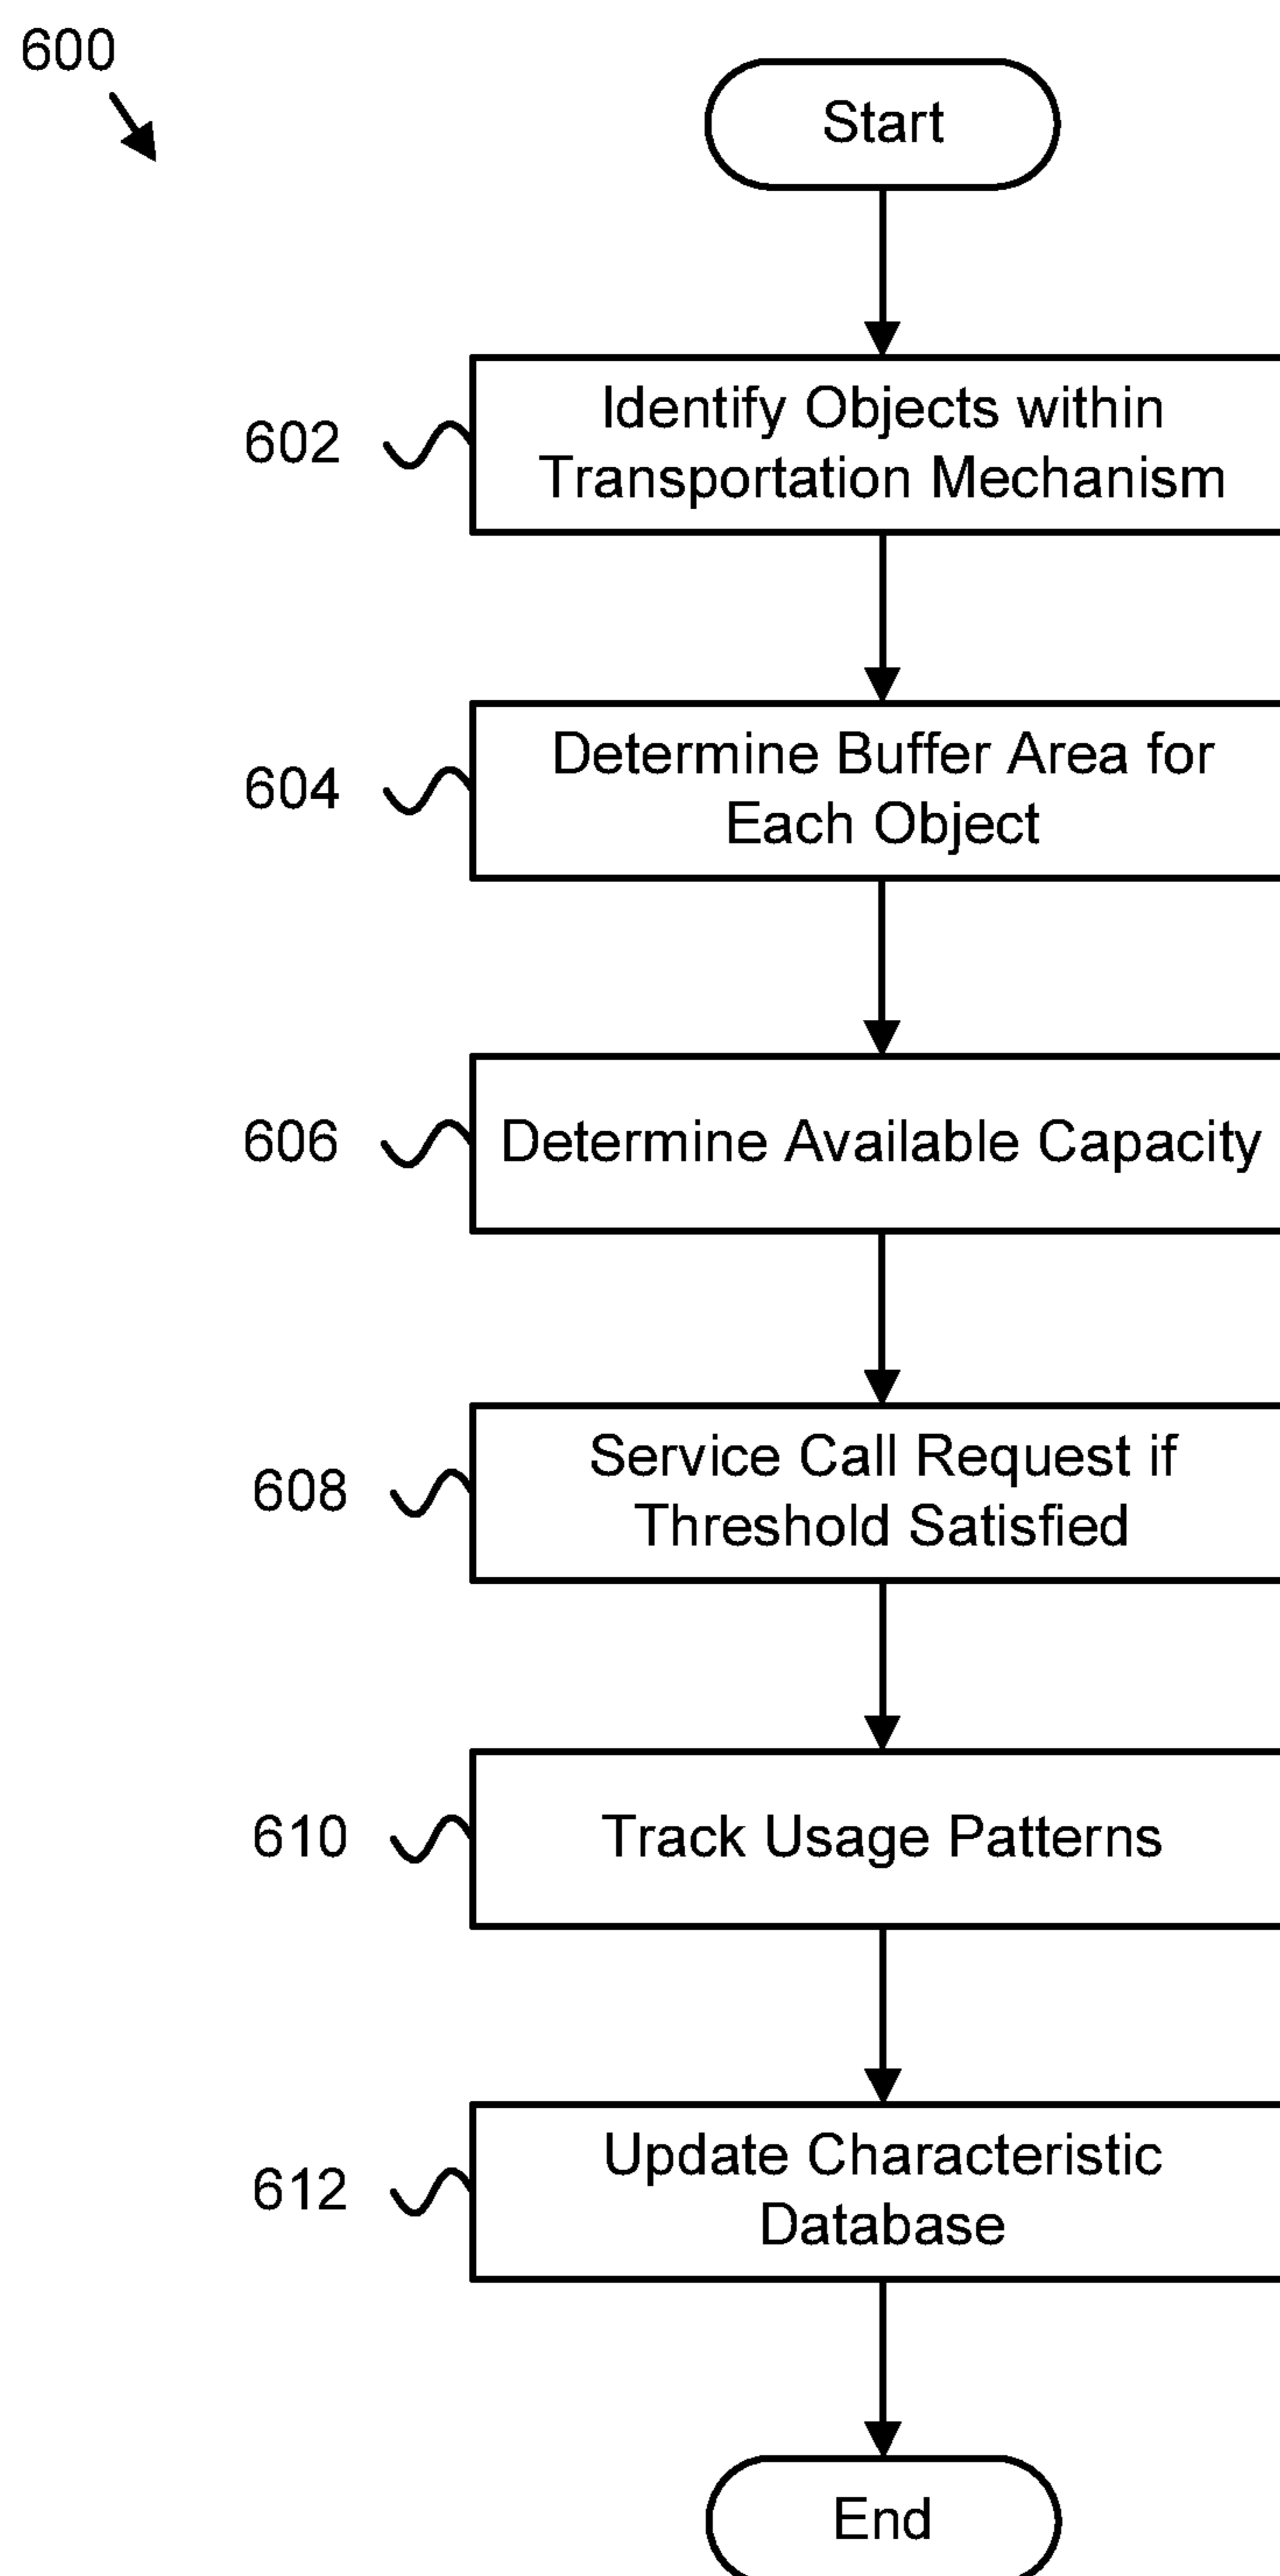 600
Start
602
Identify Objects within
Transportation Mechanism
604
Determine Buffer Area for
Each Object
606
Determine Available Capacity
608
Service Call Request if
Threshold Satisfied
610
Track Usage Patterns
612
Update Characteristic
Database
End